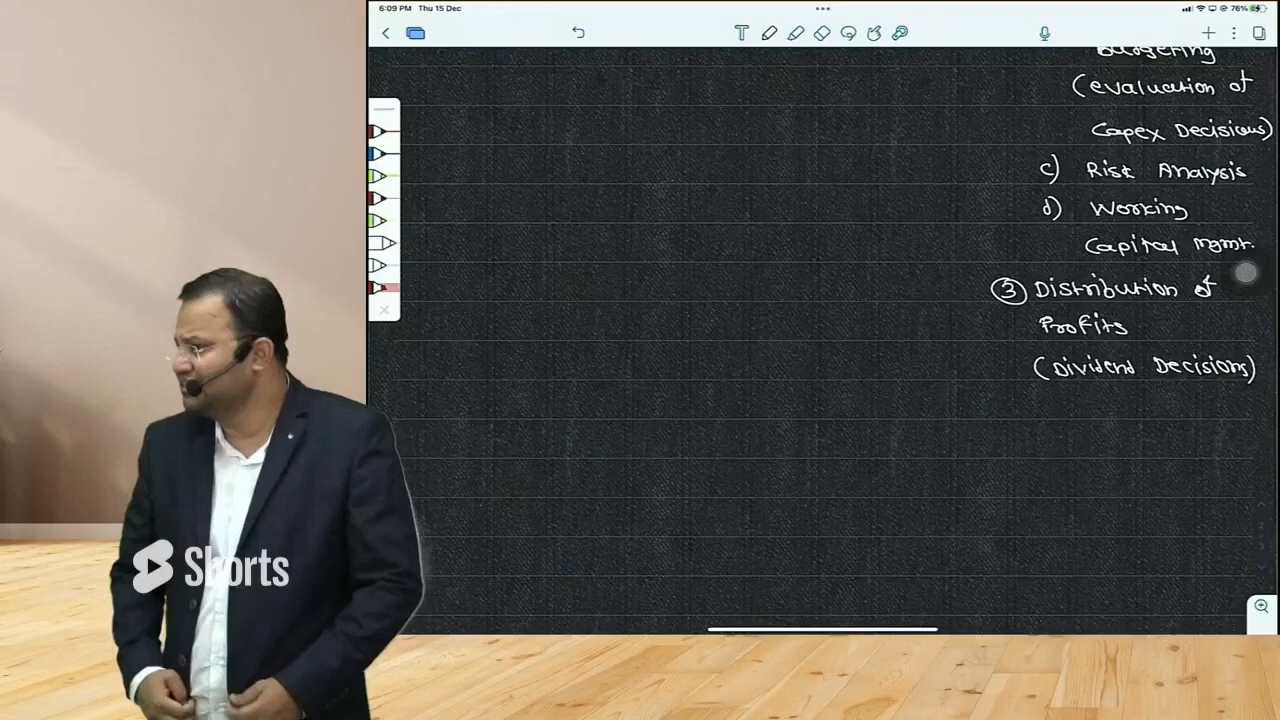 6:09 PM Thu 15 Dec
76%
T
Budgering
(evaluation of
Capex Decisions)
c) Risk Analysis
d) Working
Capital Mgmt.
③ Distribution of
Profits
(Dividend Decisions)
Shorts